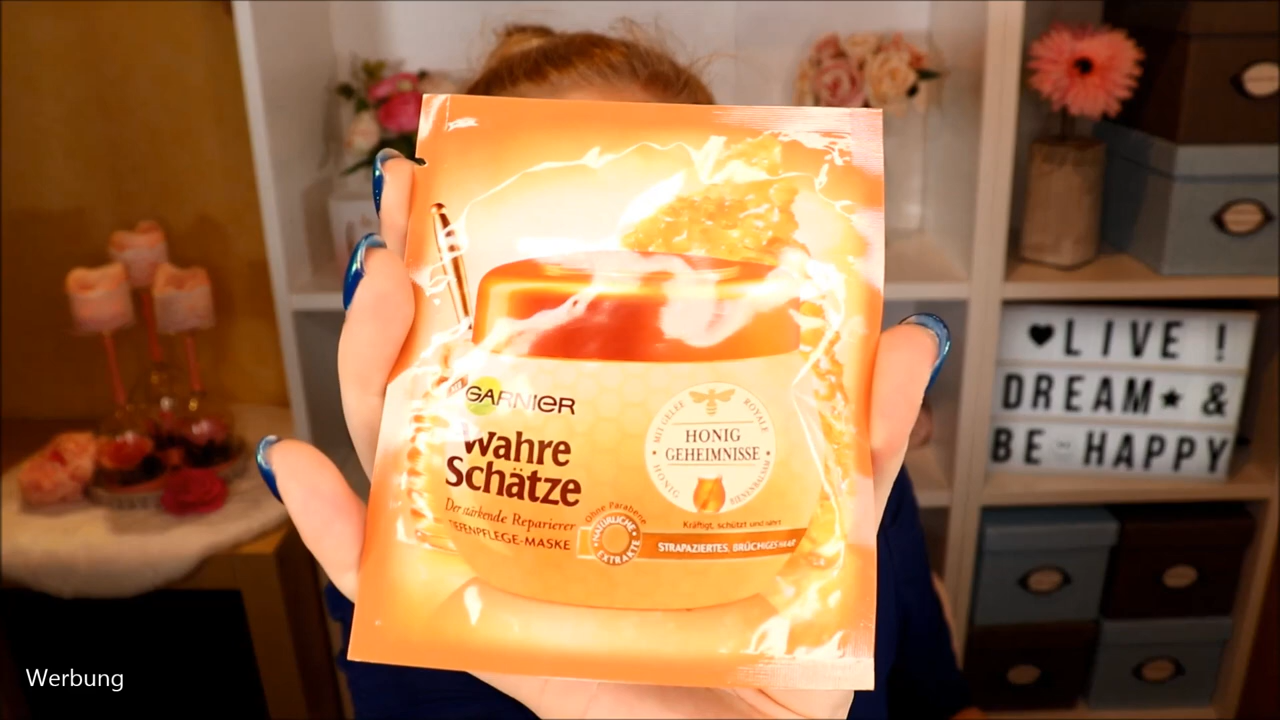 GARNIER
Wahre
Schätze
Der stärkende Reparierer
TIEFENPFLEGE-MASKE
Ohne Parabene
NATÜRLICHE
EXTRAKTE
MIT GELEE ROYALE
HONIG
GEHEIMNISSE
HONIG
BIENENBALSAM
Kräftigt, schützt und nährt
STRAPAZIERTES, BRÜCHIGES HAAR
♥LIVE !
DREAM★&
BE HAPPY
Werbung